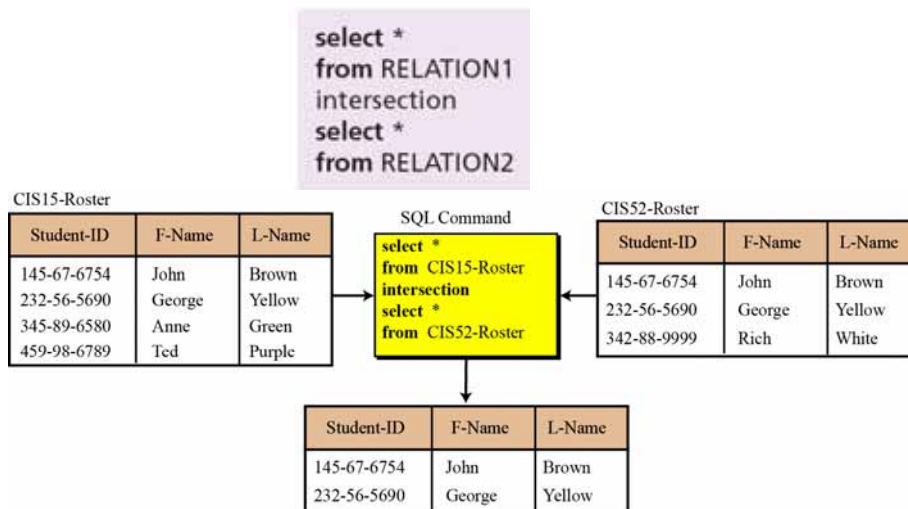 select *
from RELATION1
intersection
select *
from RELATION2
CIS15-Roster
Student-ID F-Name L-Name
145-67-6754 John Brown
232-56-5690 George Yellow
345-89-6580 Anne Green
459-98-6789 Ted Purple
SQL Command
select *
from CIS15-Roster
intersection
select *
from CIS52-Roster
CIS52-Roster
Student-ID F-Name L-Name
145-67-6754 John Brown
232-56-5690 George Yellow
342-88-9999 Rich White
Student-ID F-Name L-Name
145-67-6754 John Brown
232-56-5690 George Yellow